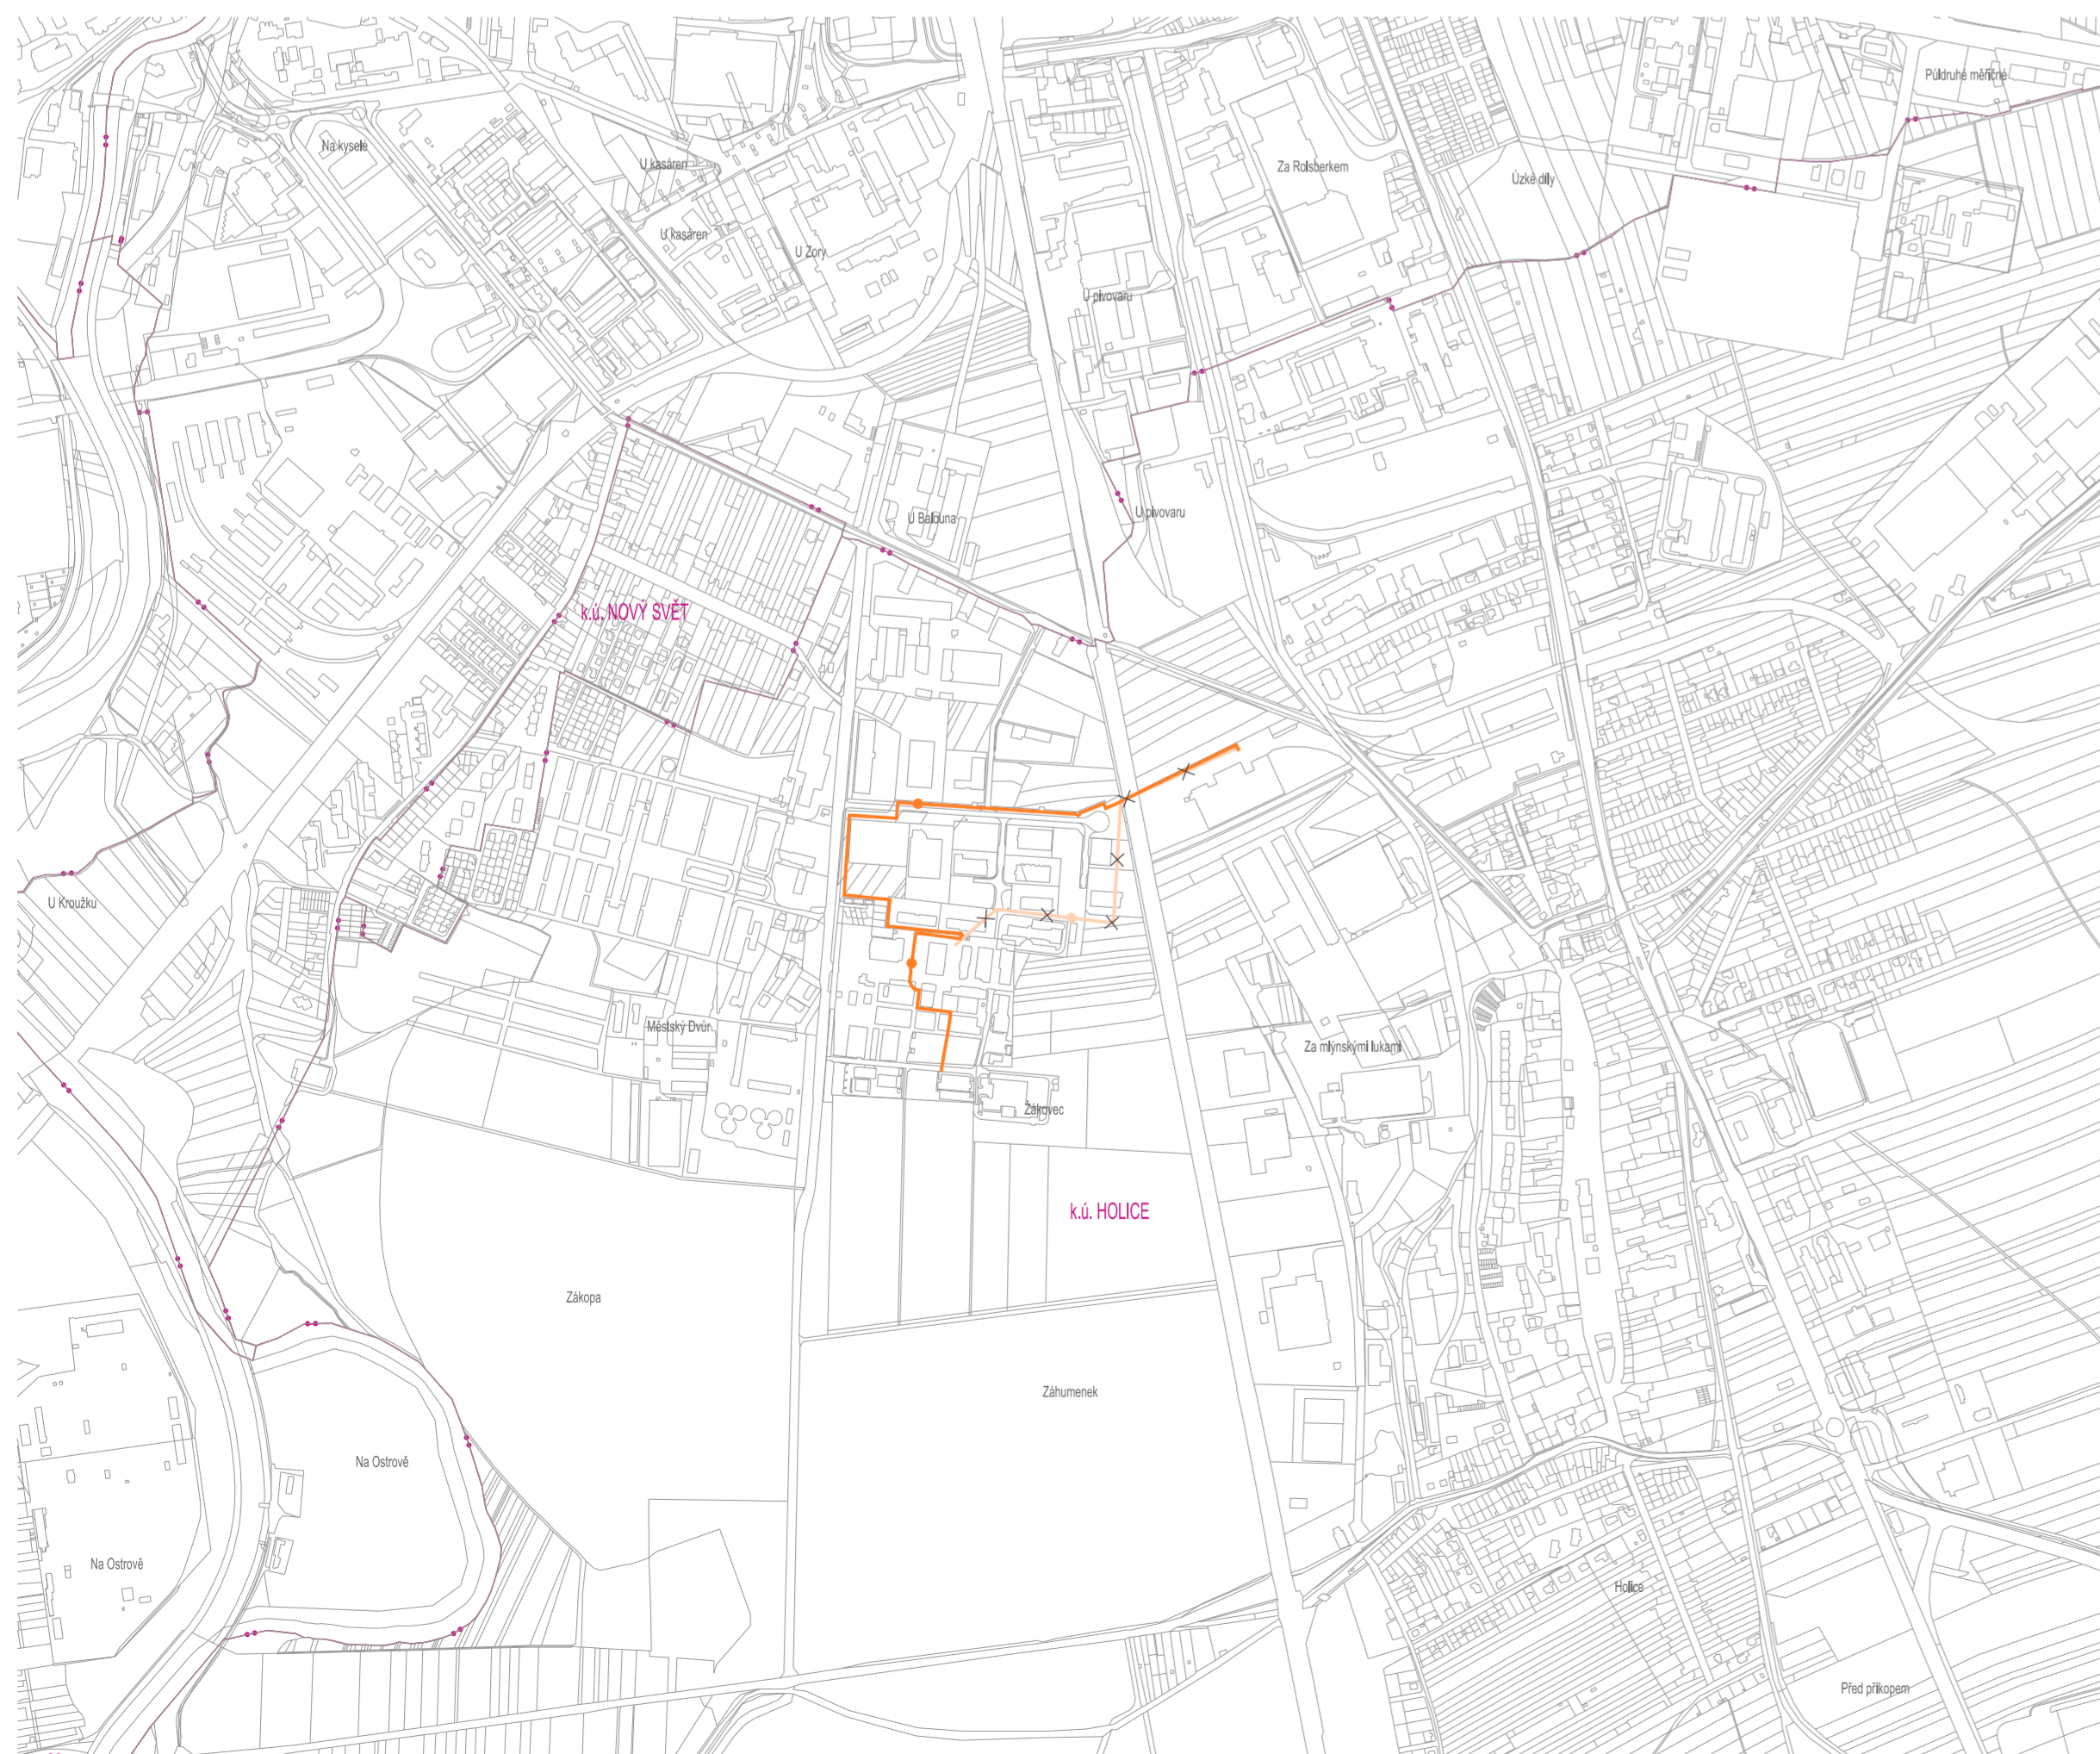 Půldruhé měřičné
Na kyselé
U kasáren
Za Rolsberkem
Úzké díly
U kasáren
U Zory
U pivovaru
U Balouna
U pivovaru
k.ú. NOVÝ SVĚT
U Kroužku
Městský Dvůr
Za mlýnskými lukami
Žákovec
k.ú. HOLICE
Zákopa
Záhumenek
Na Ostrově
Na Ostrově
Holice
Před příkopem